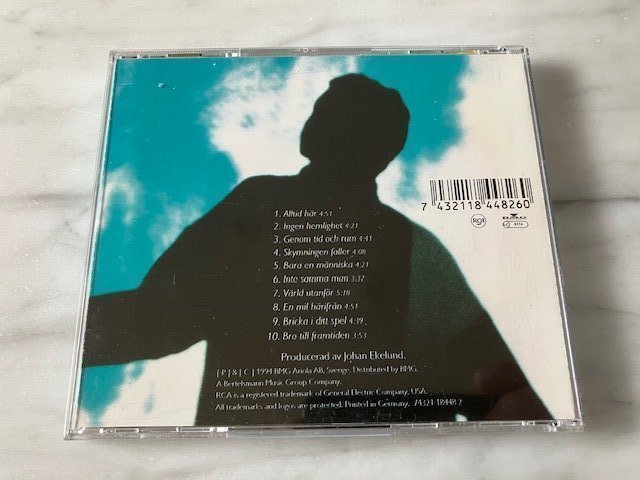 1. Alltid här 4:51
2. Ingen hemlighet 4:21
3. Genom tid och rum 4:41
4. Skymningen faller 4:08
5. Bara en människa 4:21
6. Inte samma man 3:32
7. Värld utanför 5:18
8. En mil härifrån 4:51
9. Bricka i ditt spel 4:39
10. Bro till framtiden 3:53
Producerad av Johan Ekelund.
| P | & | C | 1994 BMG Ariola AB, Sverige. Distributed by BMG.
A Bertelsmann Music Group Company.
RCA is a registered trademark of General Electric Company, USA.
All trademarks and logos are protected. Printed in Germany. 74321 18448 2
7 432118 448260
RCA BMG